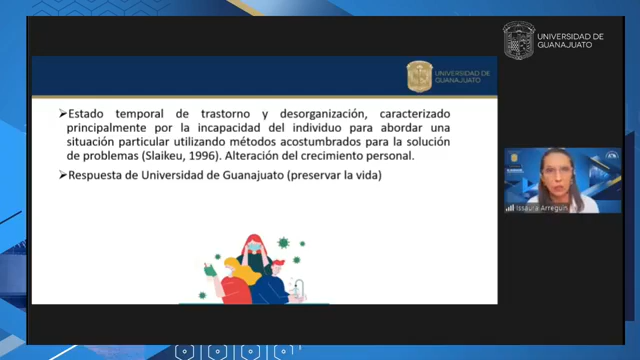 UNIVERSIDAD DE
GUANAJUATO
UNIVERSIDAD DE
GUANAJUATO
➢Estado temporal de trastorno y desorganización, caracterizado
principalmente por la incapacidad del individuo para abordar una
situación particular utilizando métodos acostumbrados para la solución
de problemas (Slaikeu, 1996). Alteración del crecimiento personal.
➢Respuesta de Universidad de Guanajuato (preservar la vida)
Issaura Arreguin